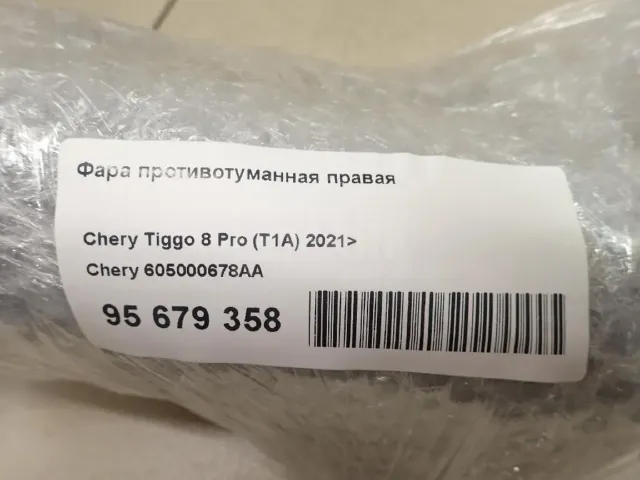 Фара противотуманная правая
Chery Tiggo 8 Pro (T1A) 2021>
Chery 605000678AA
95 679 358